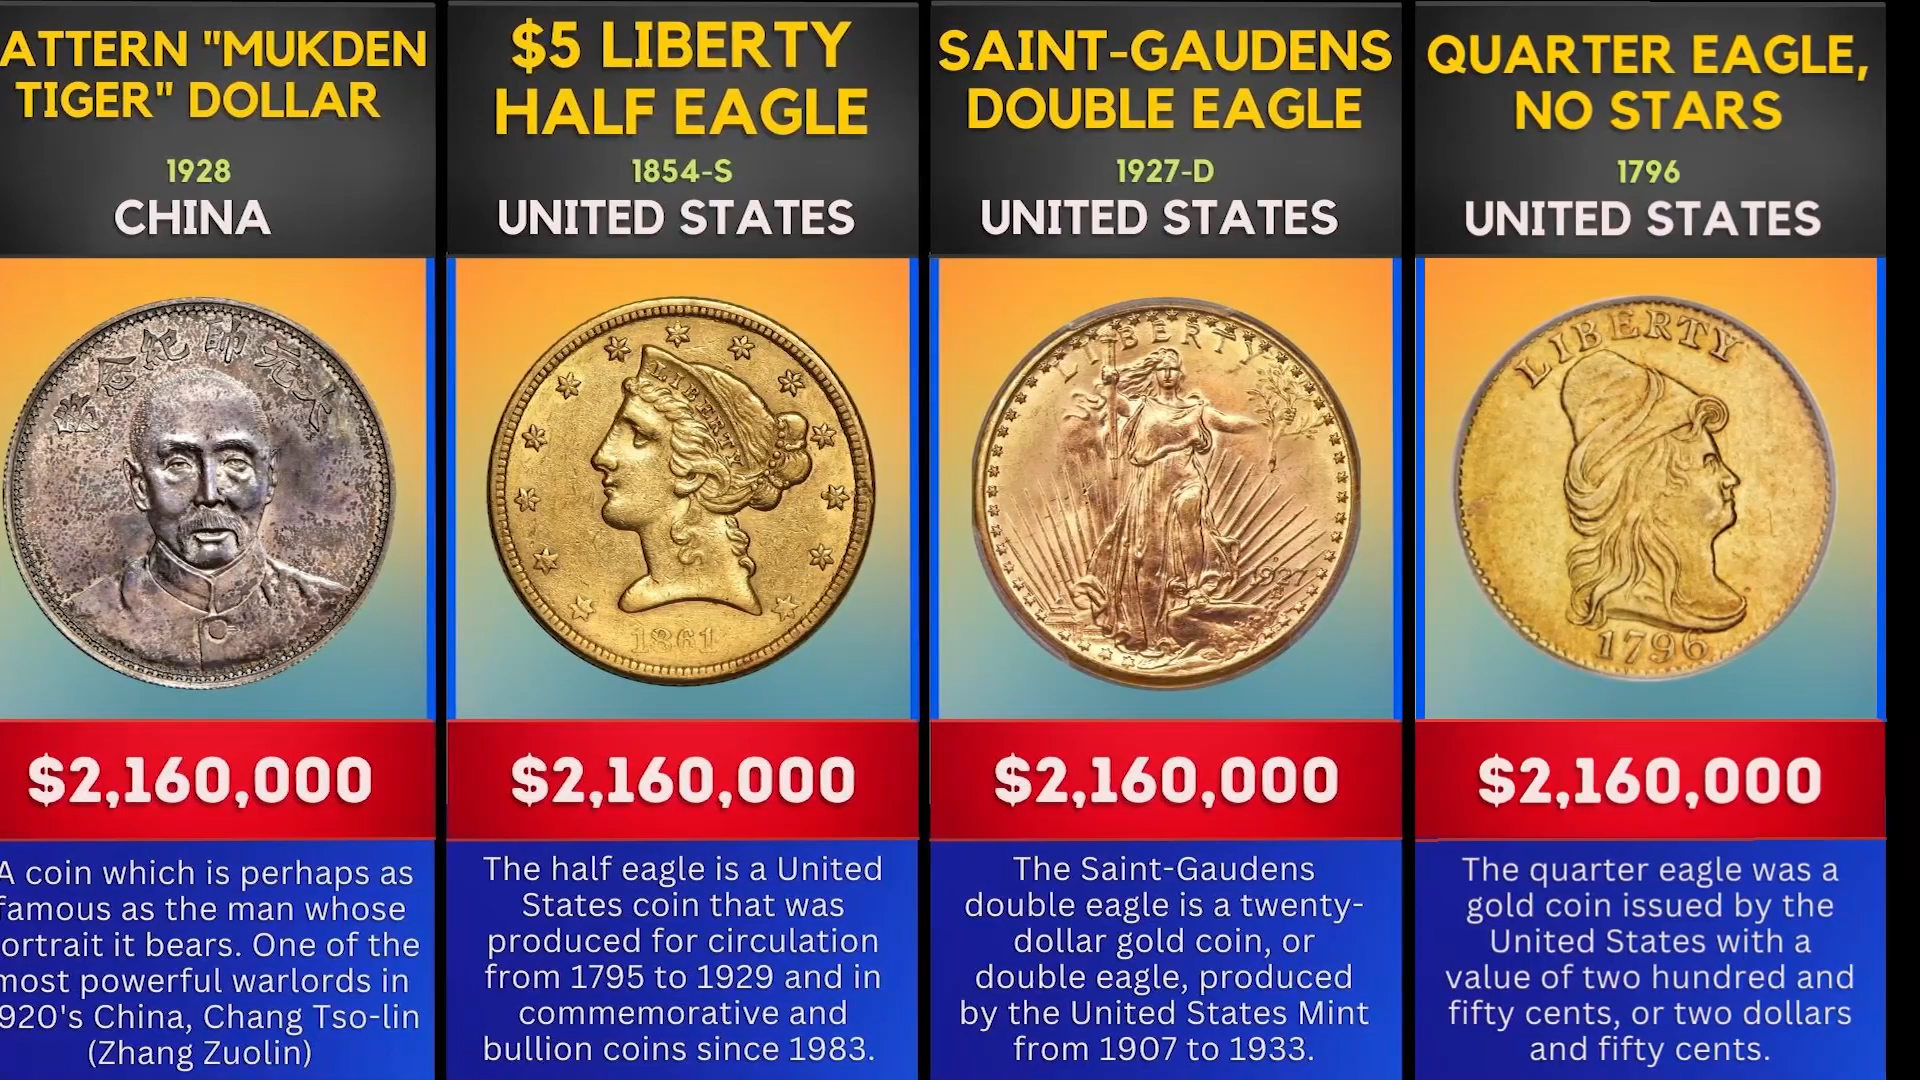 ATTERN "MUKDEN
TIGER" DOLLAR
1928
CHINA
大元帥紀念幣
$2,160,000
A coin which is perhaps as
famous as the man whose
ortrait it bears. One of the
most powerful warlords in
920's China, Chang Tso-lin
(Zhang Zuolin)
$5 LIBERTY
HALF EAGLE
1854-S
UNITED STATES
LIBERTY
1861
$2,160,000
The half eagle is a United
States coin that was
produced for circulation
from 1795 to 1929 and in
commemorative and
bullion coins since 1983.
SAINT-GAUDENS
DOUBLE EAGLE
1927-D
UNITED STATES
LIBERTY
D
1927
$2,160,000
The Saint-Gaudens
double eagle is a twenty-
dollar gold coin, or
double eagle, produced
by the United States Mint
from 1907 to 1933.
QUARTER EAGLE,
NO STARS
1796
UNITED STATES
LIBERTY
1796
$2,160,000
The quarter eagle was a
gold coin issued by the
United States with a
value of two hundred and
fifty cents, or two dollars
and fifty cents.